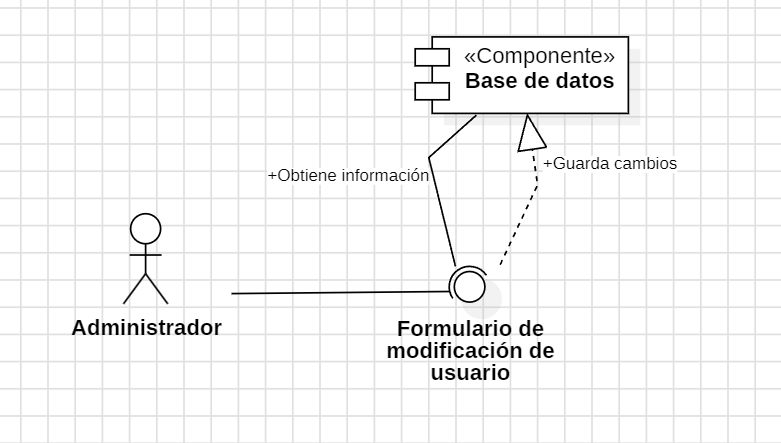 «Componente»
Base de datos
+Guarda cambios
+Obtiene información
Administrador
Formulario de
modificación de
usuario